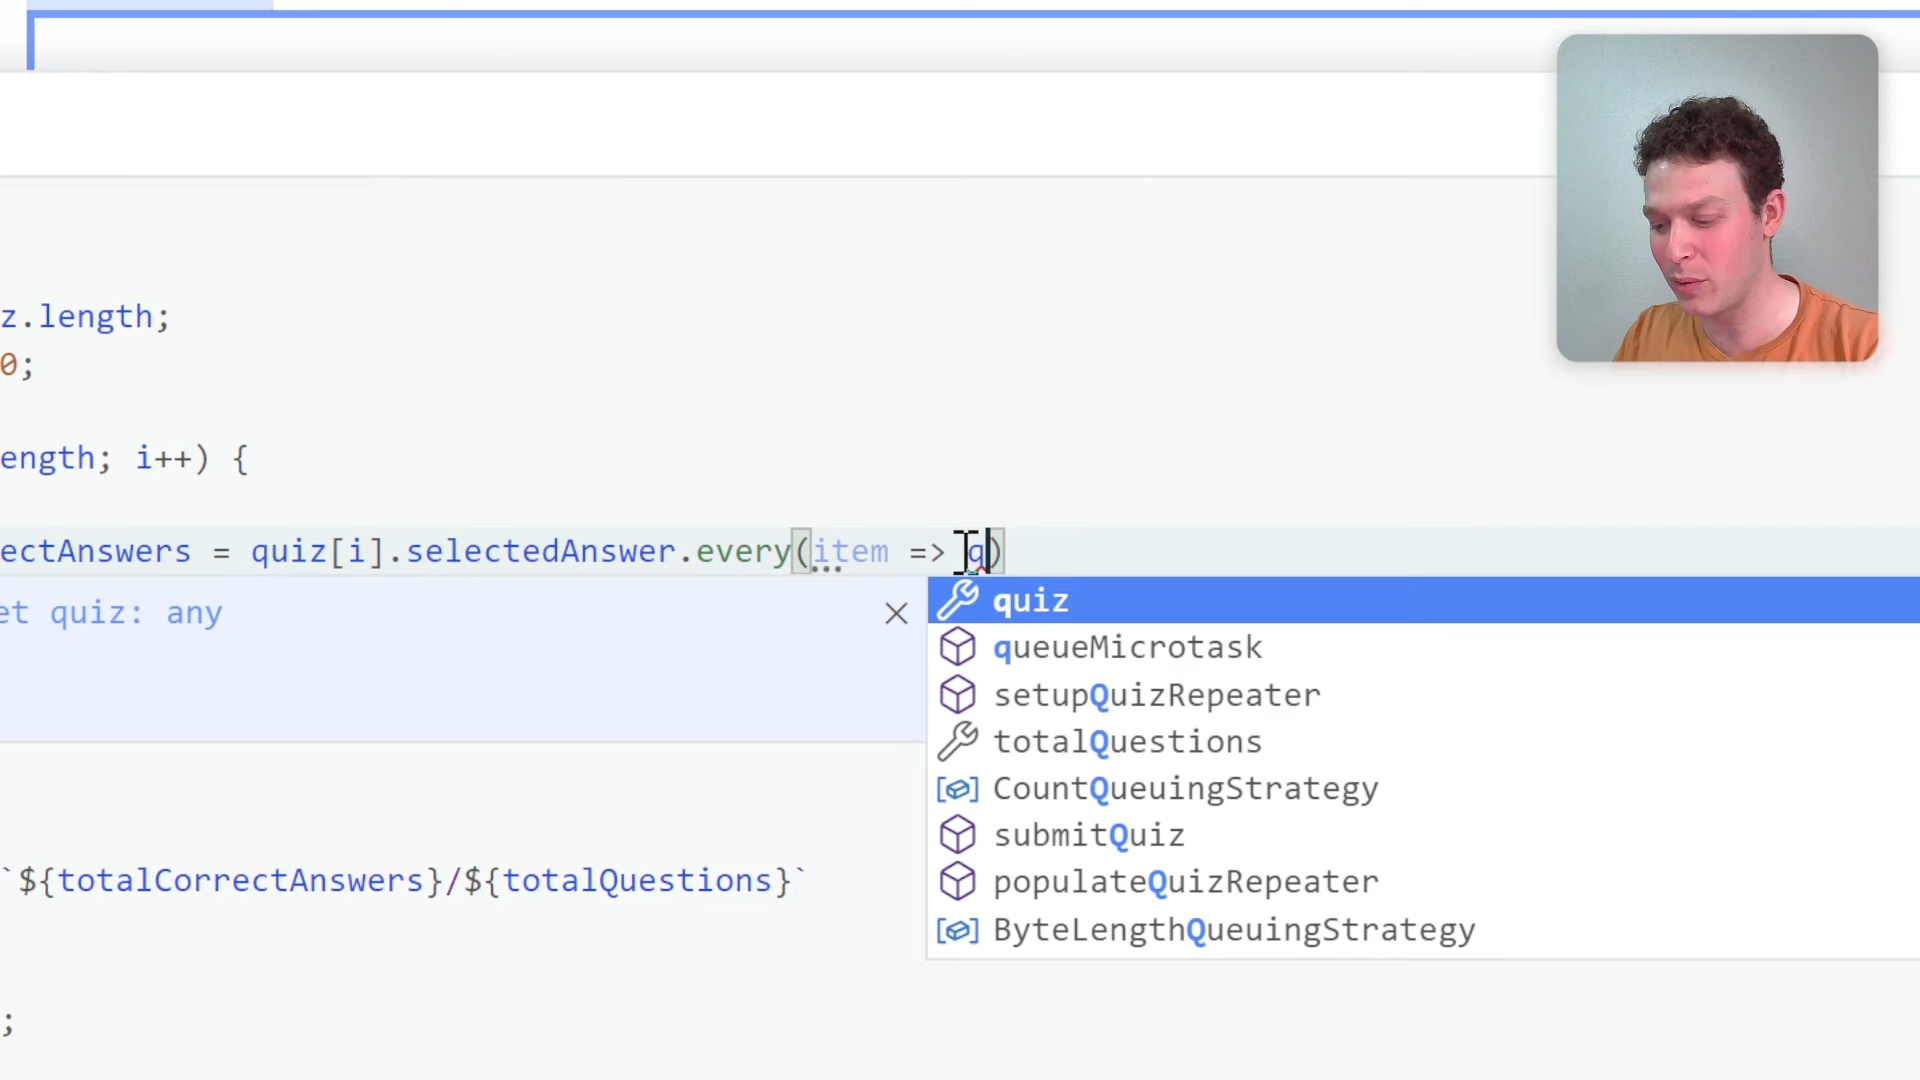 z.length;
0;
ength; i++) {
ectAnswers = quiz[i].selectedAnswer.every(item => q)
et quiz: any
quiz
queueMicrotask
setupQuizRepeater
totalQuestions
CountQueuingStrategy
submitQuiz
populateQuizRepeater
ByteLengthQueuingStrategy
`${totalCorrectAnswers}/${totalQuestions}`
;